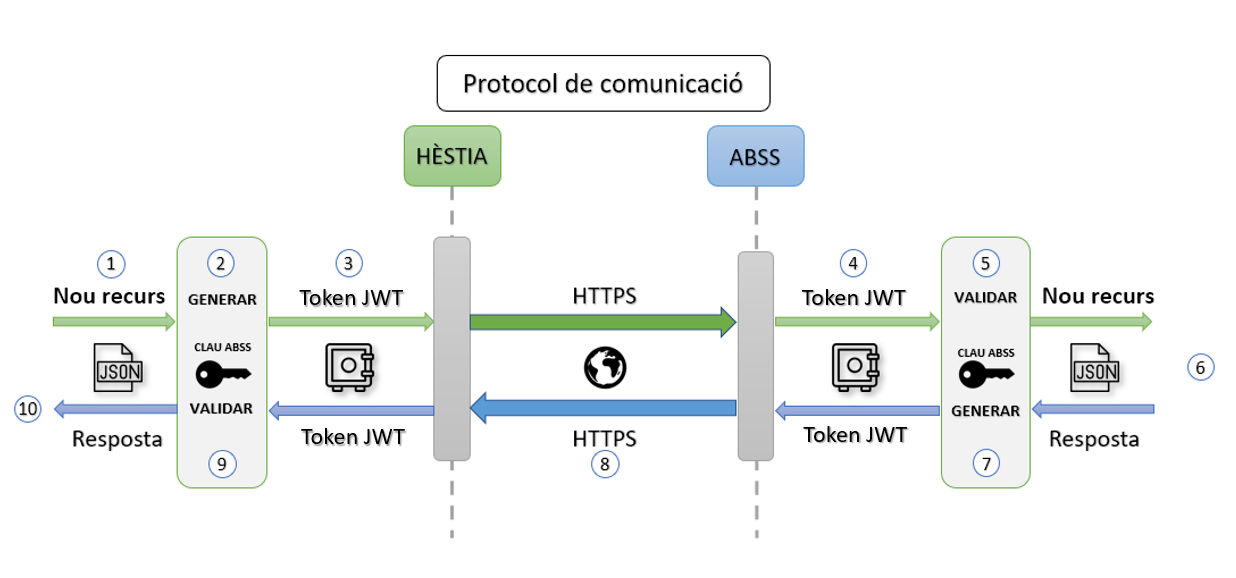 Protocol de comunicació
HÈSTIA
ABSS
1
2
3
4
5
Nou recurs
GENERAR
Token JWT
HTTPS
Token JWT
VALIDAR
Nou recurs
CLAU ABSS
CLAU ABSS
JSON
JSON
6
10
VALIDAR
GENERAR
Resposta
Token JWT
HTTPS
Token JWT
Resposta
9
8
7